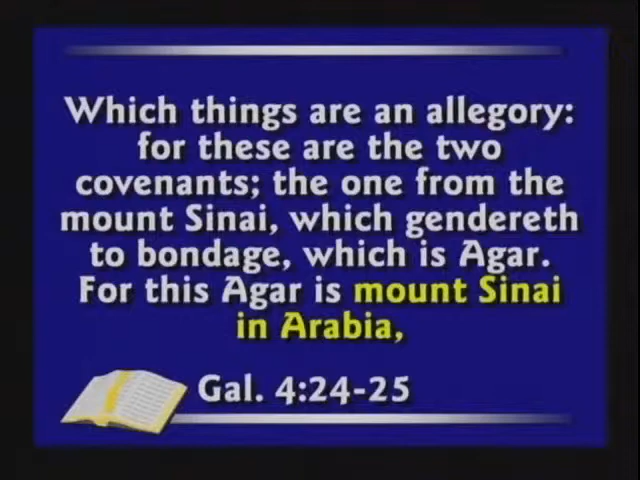 Which things are an allegory:
for these are the two
covenants; the one from the
mount Sinai, which gendereth
to bondage, which is Agar.
For this Agar is mount Sinai
in Arabia,
Gal. 4:24-25